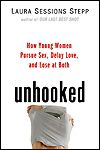 LAURA SESSIONS STEPP
author of OUR LAST BEST SHOT
How Young Women
Pursue Sex, Delay Love,
and Lose at Both
unhooked